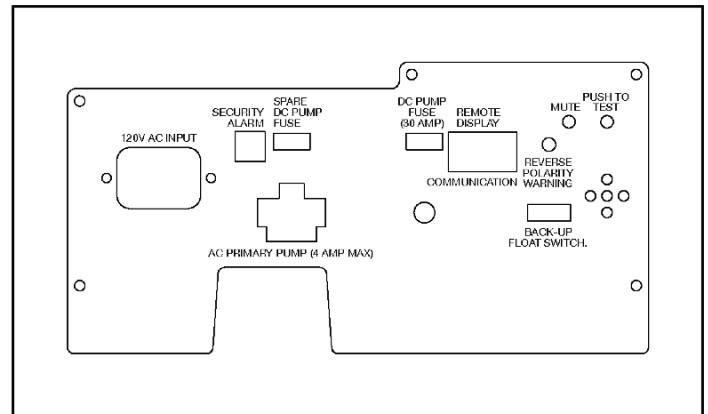 120V AC INPUT
SECURITY
ALARM
SPARE
DC PUMP
FUSE
DC PUMP
FUSE
(30 AMP)
REMOTE
DISPLAY
COMMUNICATION
MUTE
PUSH TO
TEST
REVERSE
POLARITY
WARNING
BACK-UP
FLOAT SWITCH.
AC PRIMARY PUMP (4 AMP MAX)